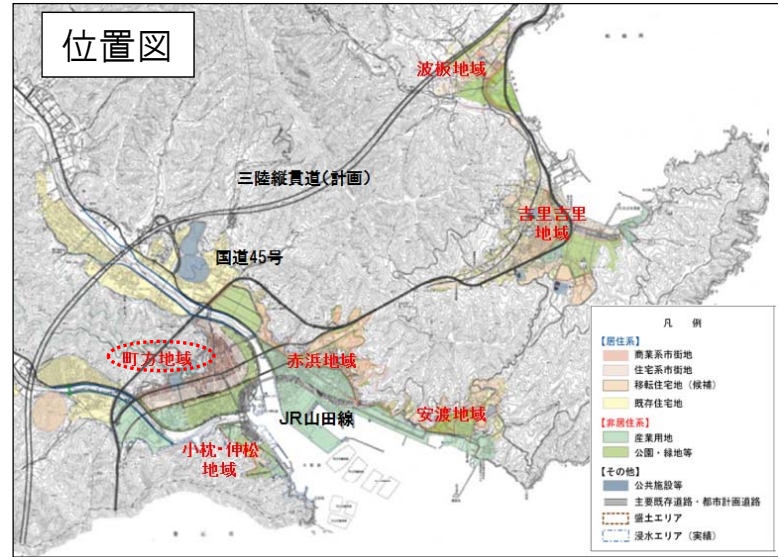 位置図
波板地域
三陸縦貫道(計画)
吉里吉里
地域
国道45号
町方地域
赤浜地域
JR山田線
安渡地域
小枕・伸松
地域
凡 例
【居住系】
商業系市街地
住宅系市街地
移転住宅地（候補）
既存住宅地
【非居住系】
産業用地
公園・緑地等
【その他】
公共施設等
主要既存道路・都市計画道路
盛土エリア
浸水エリア（実績）